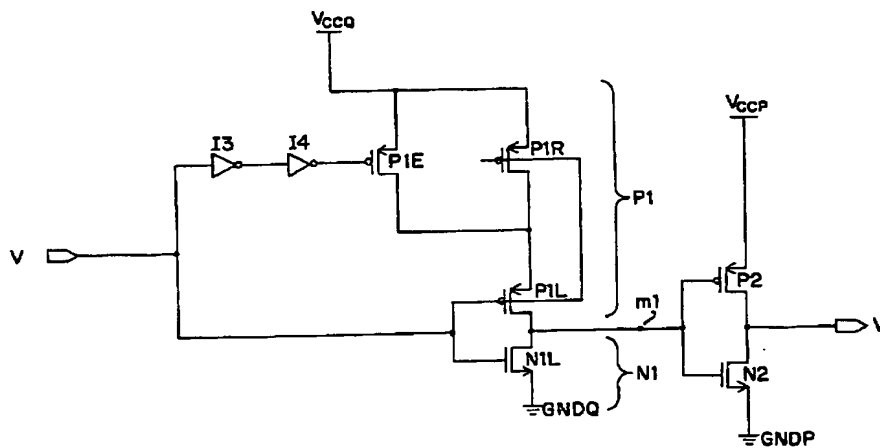 VCCQ
VCCP
I3
I4
P1E
P1R
P1
V
P1L
m1
P2
V
N1L
N1
N2
GNDQ
GNDP